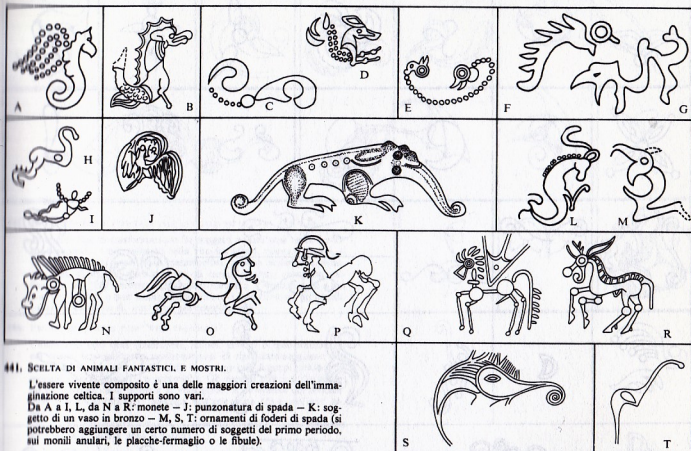 A
B
C
D
E
F
G
H
I
J
K
L
M
N
O
P
Q
R
441. SCELTA DI ANIMALI FANTASTICI, E MOSTRI.
L'essere vivente composito è una delle maggiori creazioni dell'imma-
ginazione celtica. I supporti sono vari.
Da A a I, L, da N a R: monete – J: punzonatura di spada – K: sog-
getto di un vaso in bronzo – M, S, T: ornamenti di foderi di spada (si
potrebbero aggiungere un certo numero di soggetti del primo periodo,
sui monili anulari, le placche-fermaglio o le fibule).
S
T